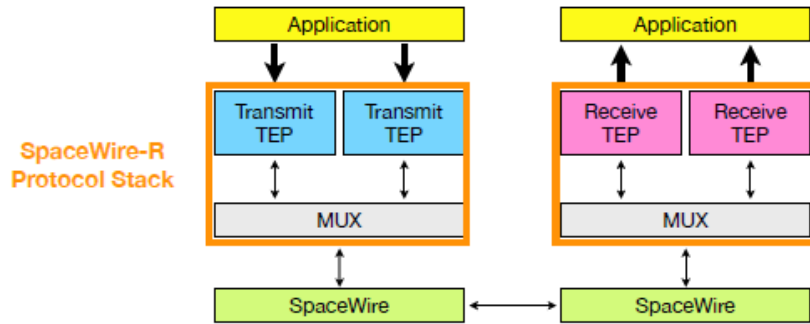 Application
Application
Transmit
TEP
Transmit
TEP
Receive
TEP
Receive
TEP
SpaceWire-R
Protocol Stack
MUX
MUX
SpaceWire
SpaceWire